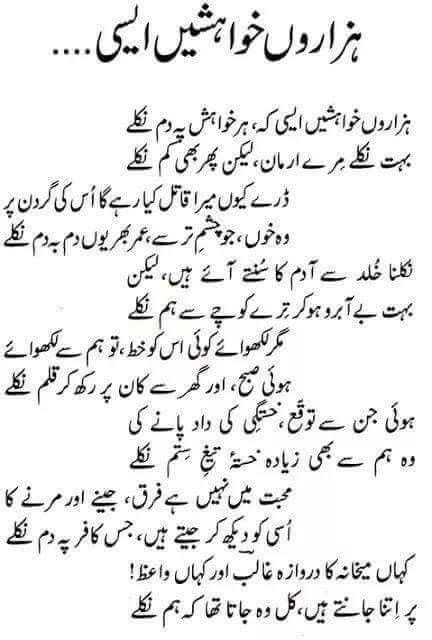 ہزاروں خواہشیں ایسی ....
ہزاروں خواہشیں ایسی کہ، ہر خواہش پہ دم نکلے
بہت نکلے مِرے ارمان، لیکن پھر بھی کم نکلے
ڈرے کیوں میرا قاتل کیا رہے گا اُس کی گردن پر
وہ خوں، جو چشمِ تر سے، عمر بھر یوں دم بہ دم نکلے
نکلنا خُلد سے آدم کا سُنتے آئے ہیں، لیکن
بہت بے آبرو ہو کر تِرے کوچے سے ہم نکلے
مگر لکھوائے کوئی اس کو خط، تو ہم سے لکھوائے
ہوئی صبح، اور گھر سے کان پر رکھ کر قلم نکلے
ہوئی جن سے توقّع، خستگی کی داد پانے کی
وہ ہم سے بھی زیادہ خستۂ تیغِ سِتم نکلے
محبت میں نہیں ہے فرق، جینے اور مرنے کا
اُسی کو دیکھ کر جیتے ہیں، جس کافر پہ دم نکلے
کہاں میخانہ کا دروازہ غالب اور کہاں واعظ!
پر اِتنا جانتے ہیں، کل وہ جاتا تھا کہ ہم نکلے